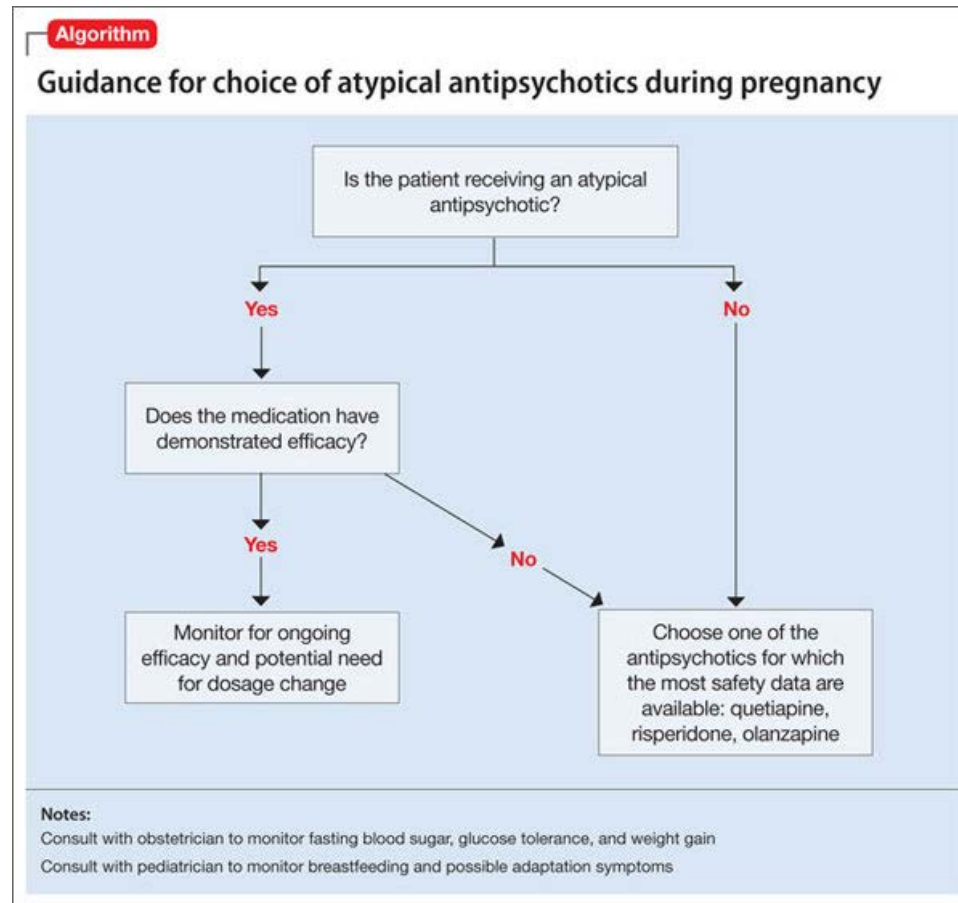 Algorithm
Guidance for choice of atypical antipsychotics during pregnancy
Is the patient receiving an atypical
antipsychotic?
Yes
No
Does the medication have
demonstrated efficacy?
Yes
No
Monitor for ongoing
efficacy and potential need
for dosage change
Choose one of the
antipsychotics for which
the most safety data are
available: quetiapine,
risperidone, olanzapine
Notes:
Consult with obstetrician to monitor fasting blood sugar, glucose tolerance, and weight gain
Consult with pediatrician to monitor breastfeeding and possible adaptation symptoms